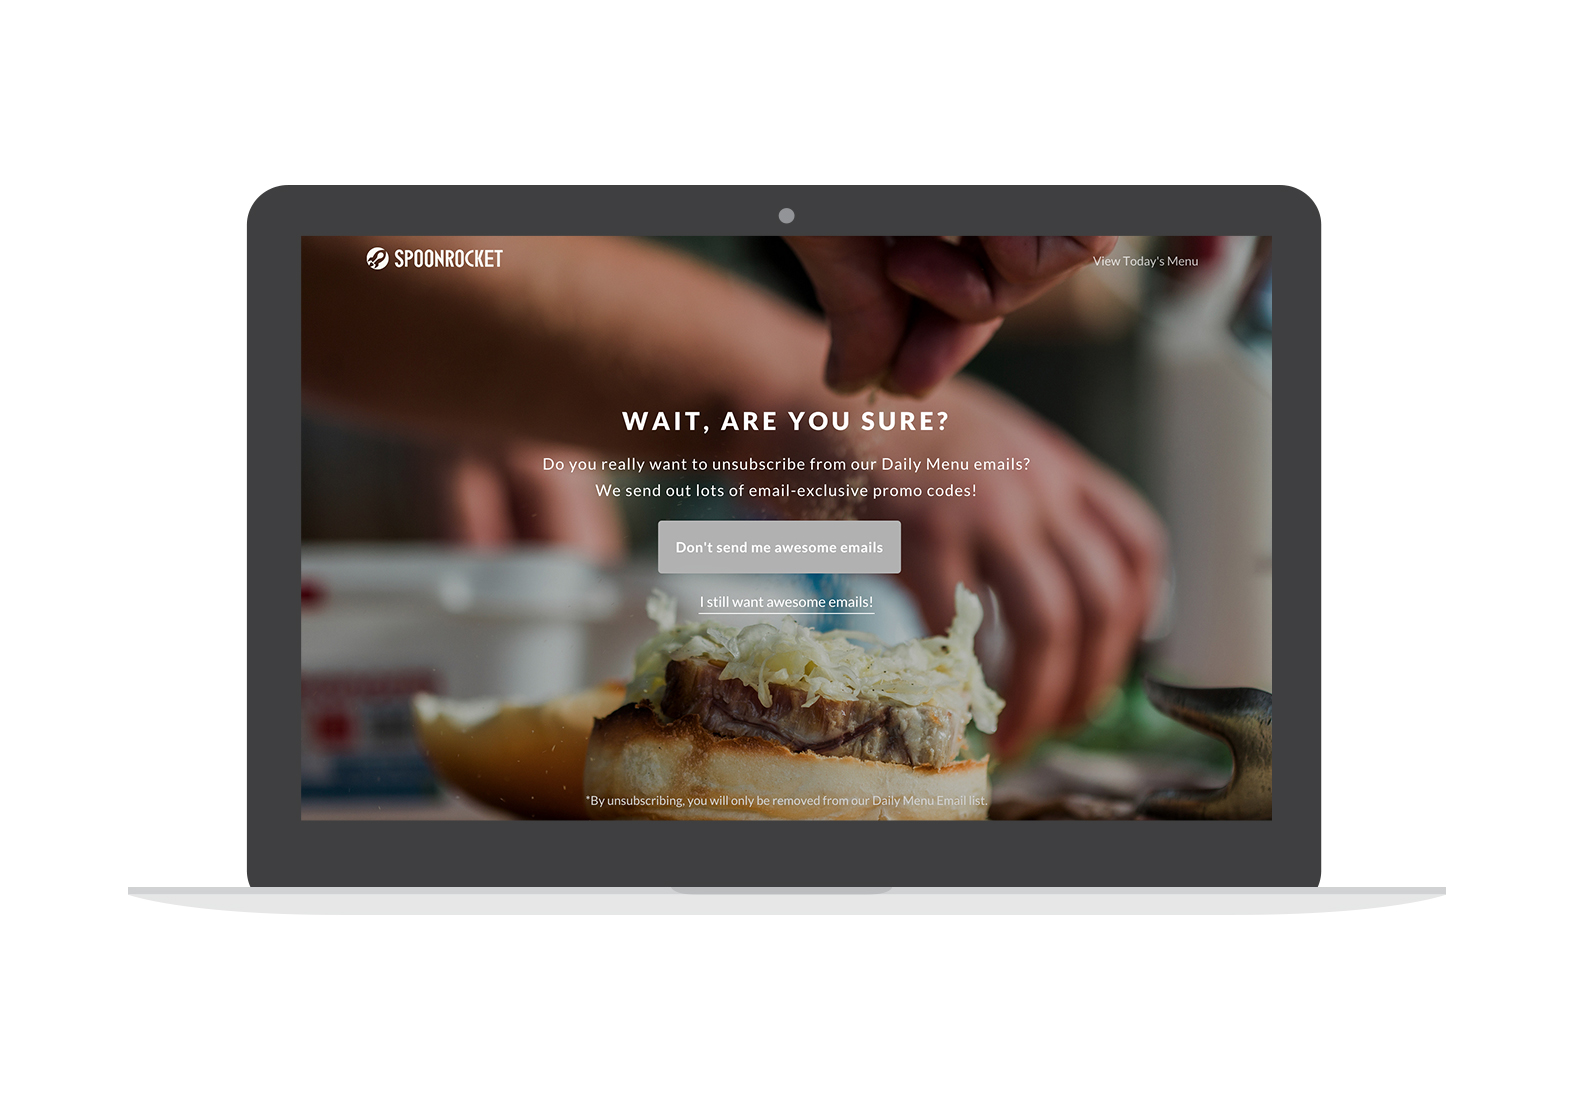 SPOONROCKET
View Today's Menu
WAIT, ARE YOU SURE?
Do you really want to unsubscribe from our Daily Menu emails?
We send out lots of email-exclusive promo codes!
Don't send me awesome emails
I still want awesome emails!
*By unsubscribing, you will only be removed from our Daily Menu Email list.